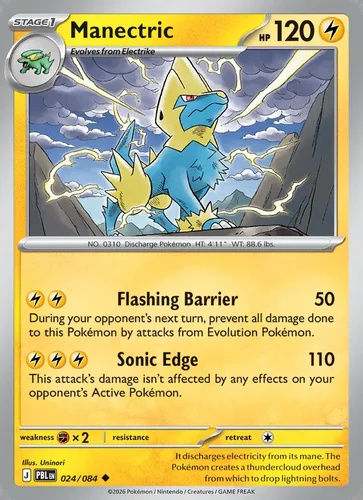 STAGE 1 Manectric HP 120
Evolves from Electrike
NO. 0310 Discharge Pokémon HT: 4'11" WT: 88.6 lbs.
Flashing Barrier 50
During your opponent's next turn, prevent all damage done
to this Pokémon by attacks from Evolution Pokémon.
Sonic Edge 110
This attack's damage isn't affected by any effects on your
opponent's Active Pokémon.
weakness ×2 resistance retreat
Illus. Uninori
J PBL EN 024/084
It discharges electricity from its mane. The
Pokémon creates a thundercloud overhead
from which to drop lightning bolts.
©2026 Pokémon / Nintendo / Creatures / GAME FREAK